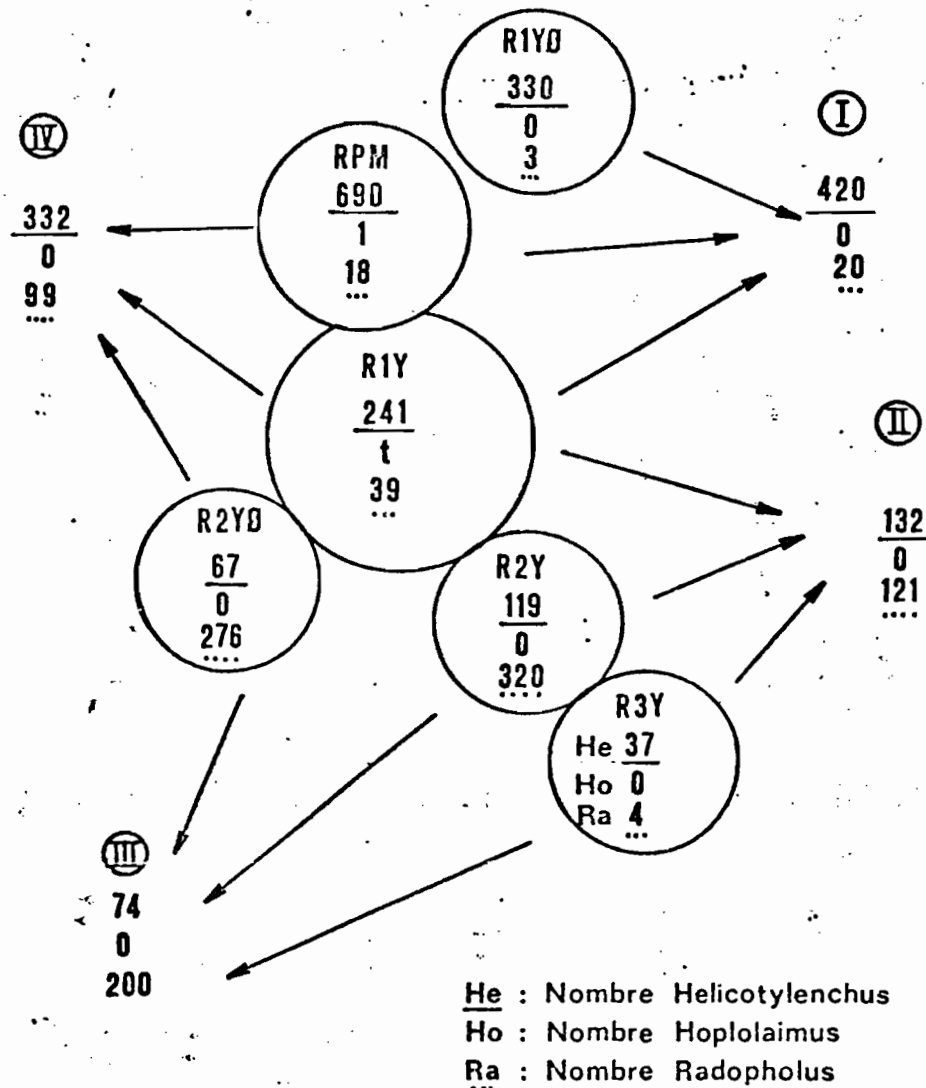 R1YØ
330
0
3
I
420
0
20
IV
332
0
99
RPM
690
1
18
R1Y
241
t
39
II
132
0
121
R2YØ
67
0
276
R2Y
119
0
320
R3Y
He 37
Ho 0
Ra 4
III
74
0
200
He : Nombre Helicotylenchus
Ho : Nombre Hoplolaimus
Ra : Nombre Radopholus